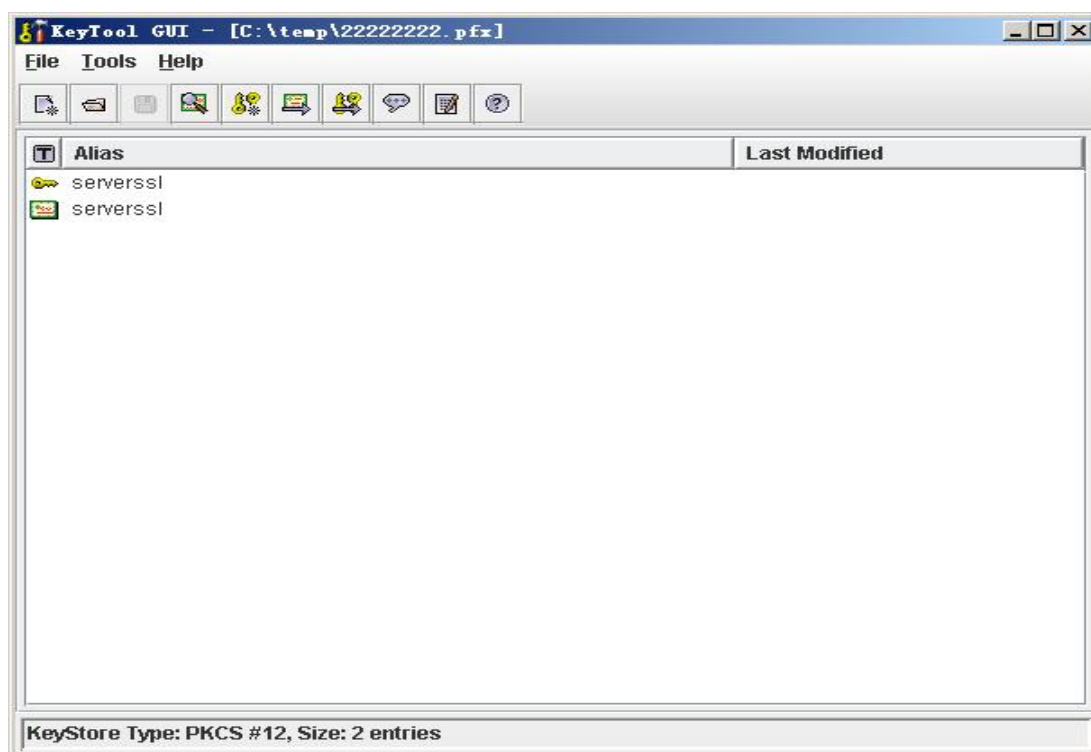 KeyTool GUI - [C:\temp\22222222.pfx]
File Tools Help
T Alias Last Modified
serverssl
serverssl
KeyStore Type: PKCS #12, Size: 2 entries